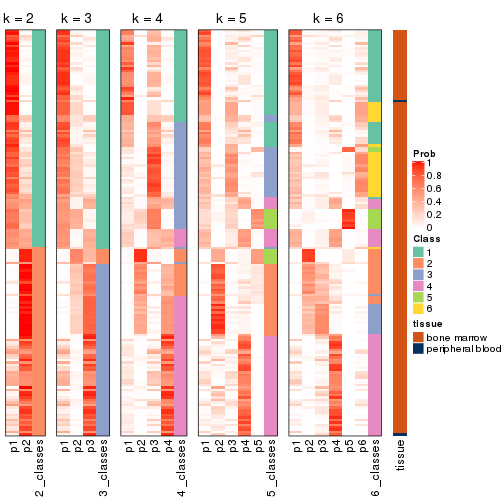 k = 2 k = 3 k = 4 k = 5 k = 6
Prob
1
0.8
0.6
0.4
0.2
0
Class
1
2
3
4
5
6
tissue
bone marrow
peripheral blood
p1 p2 2_classes p1 p2 p3 3_classes p1 p2 p3 p4 4_classes p1 p2 p3 p4 p5 5_classes p1 p2 p3 p4 p5 p6 6_classes tissue